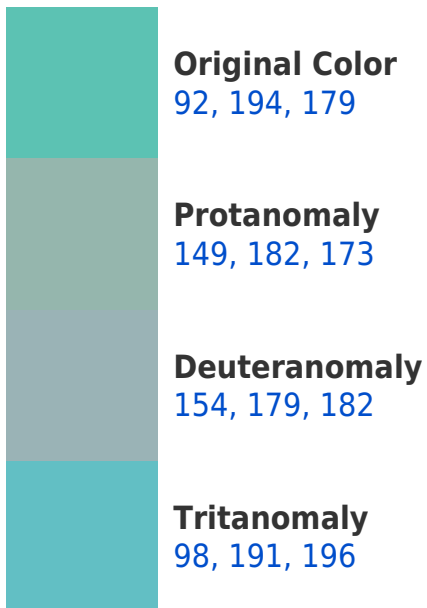 Original Color
92, 194, 179
Protanomaly
149, 182, 173
Deuteranomaly
154, 179, 182
Tritanomaly
98, 191, 196